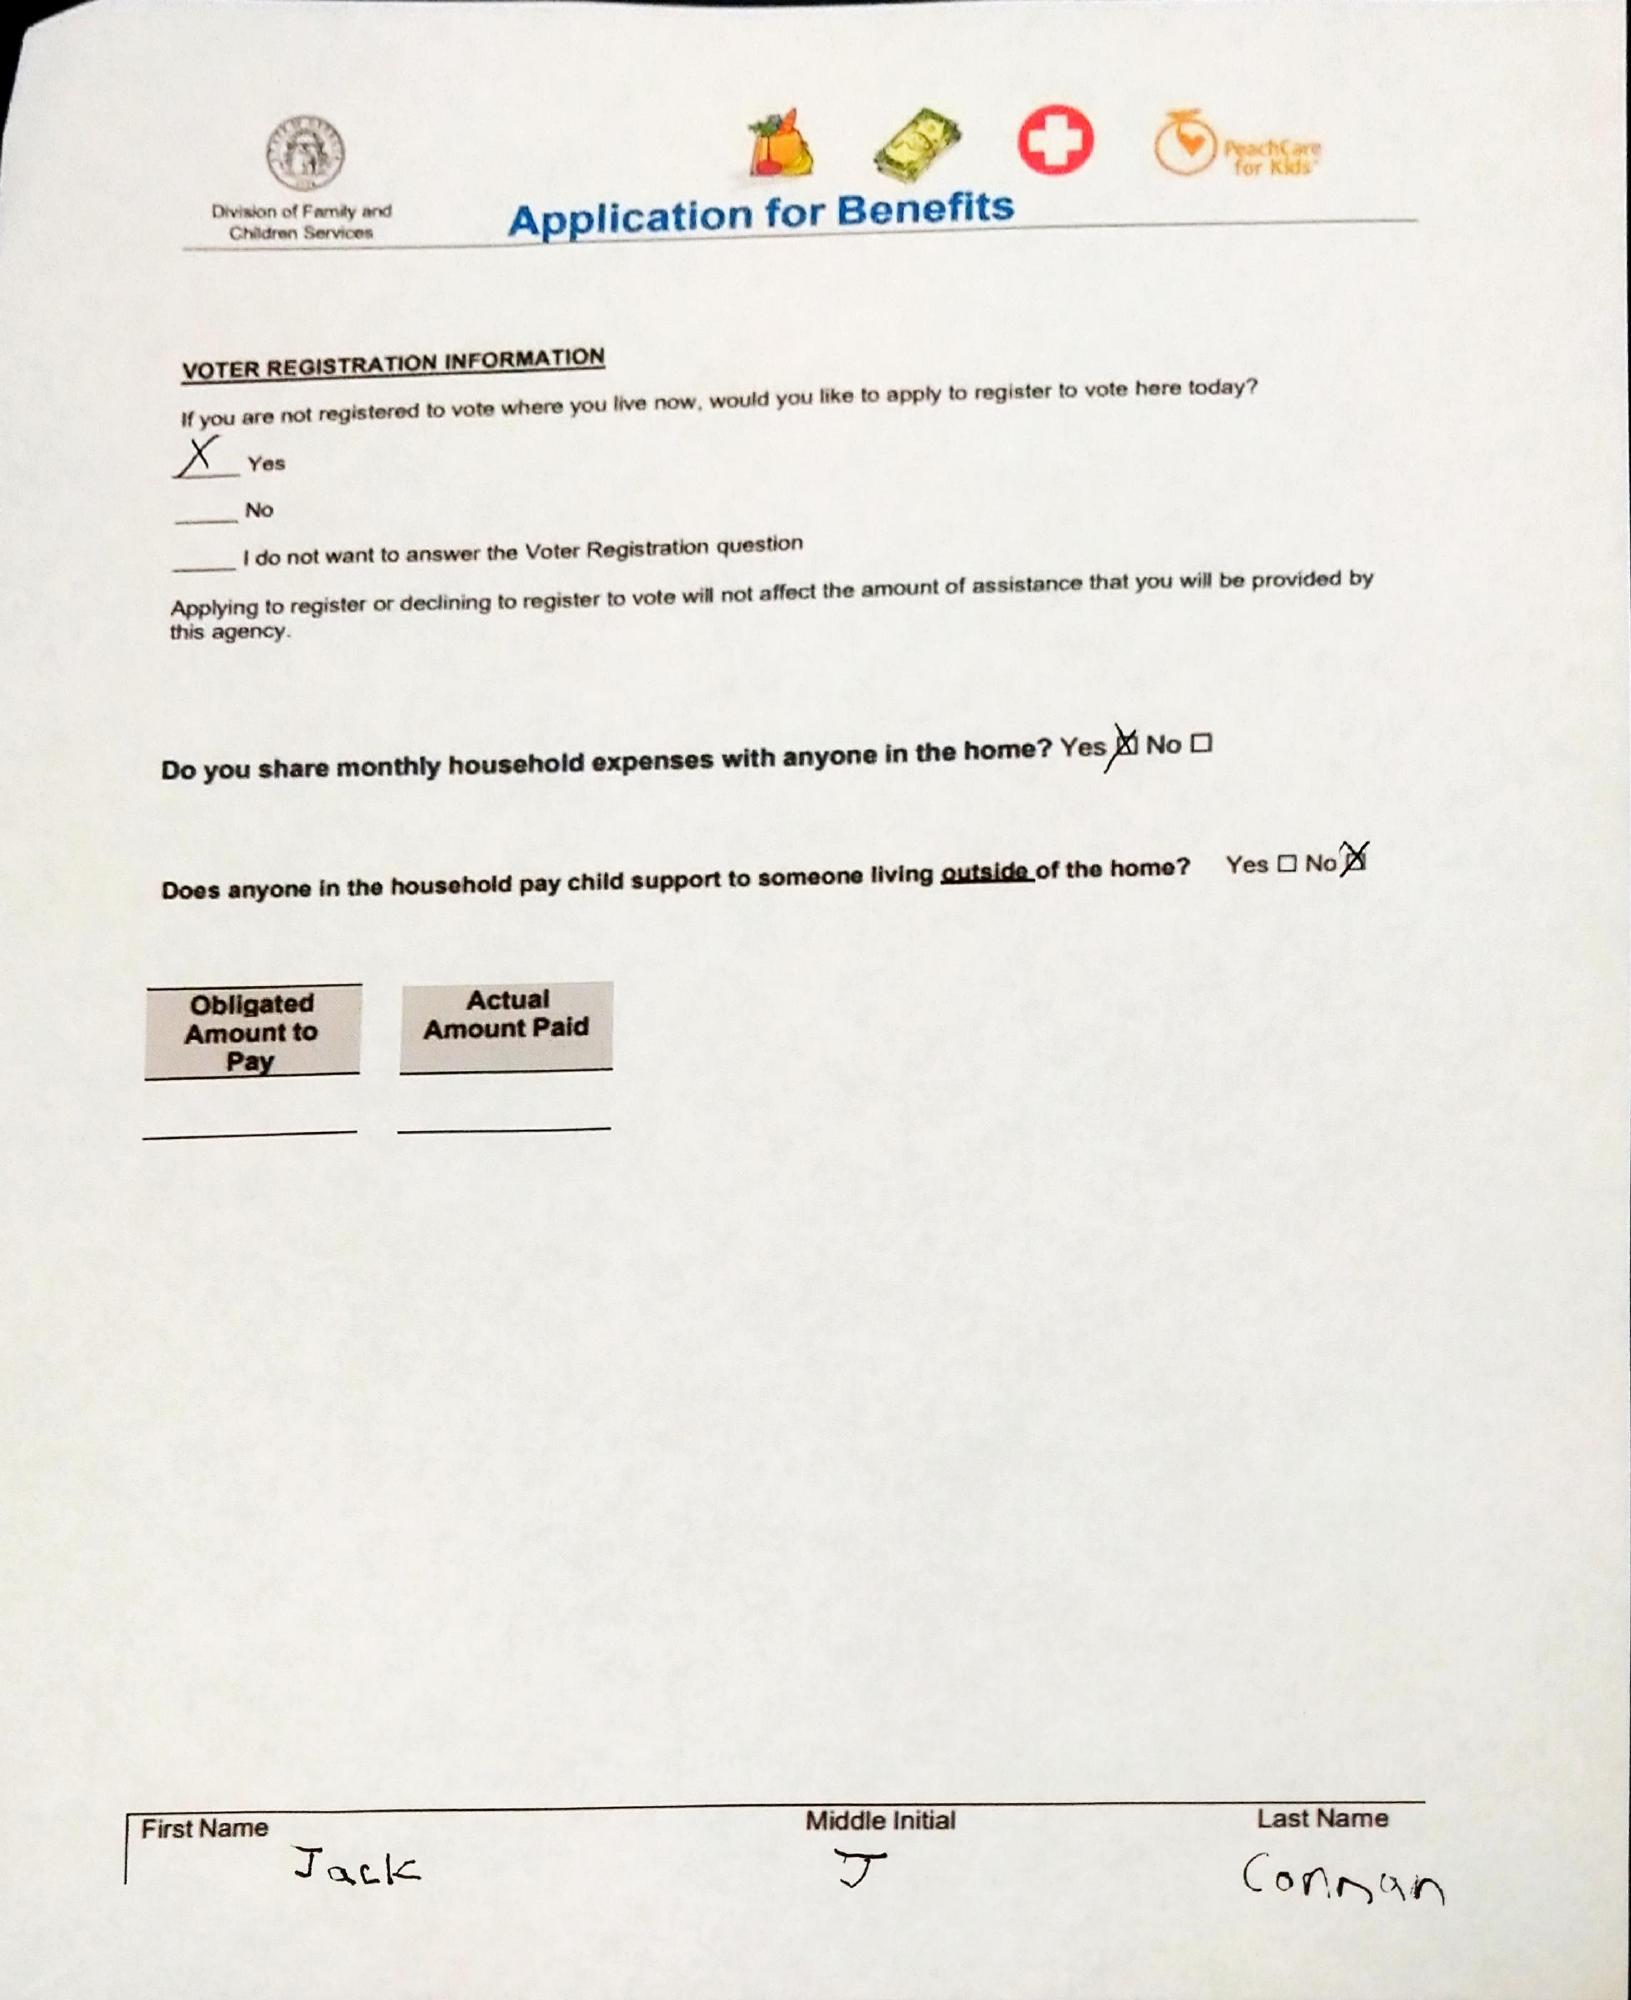 Division of Family and
Children Services
PeachCare
for Kids®
Application for Benefits
VOTER REGISTRATION INFORMATION
If you are not registered to vote where you live now, would you like to apply to register to vote here today?
X Yes
____ No
____ I do not want to answer the Voter Registration question
Applying to register or declining to register to vote will not affect the amount of assistance that you will be provided by
this agency.
Do you share monthly household expenses with anyone in the home? Yes ☒ No ☐
Does anyone in the household pay child support to someone living outside of the home? Yes ☐ No ☒
Obligated Amount to Pay
Actual Amount Paid
First Name Middle Initial Last Name
Jack J Conman